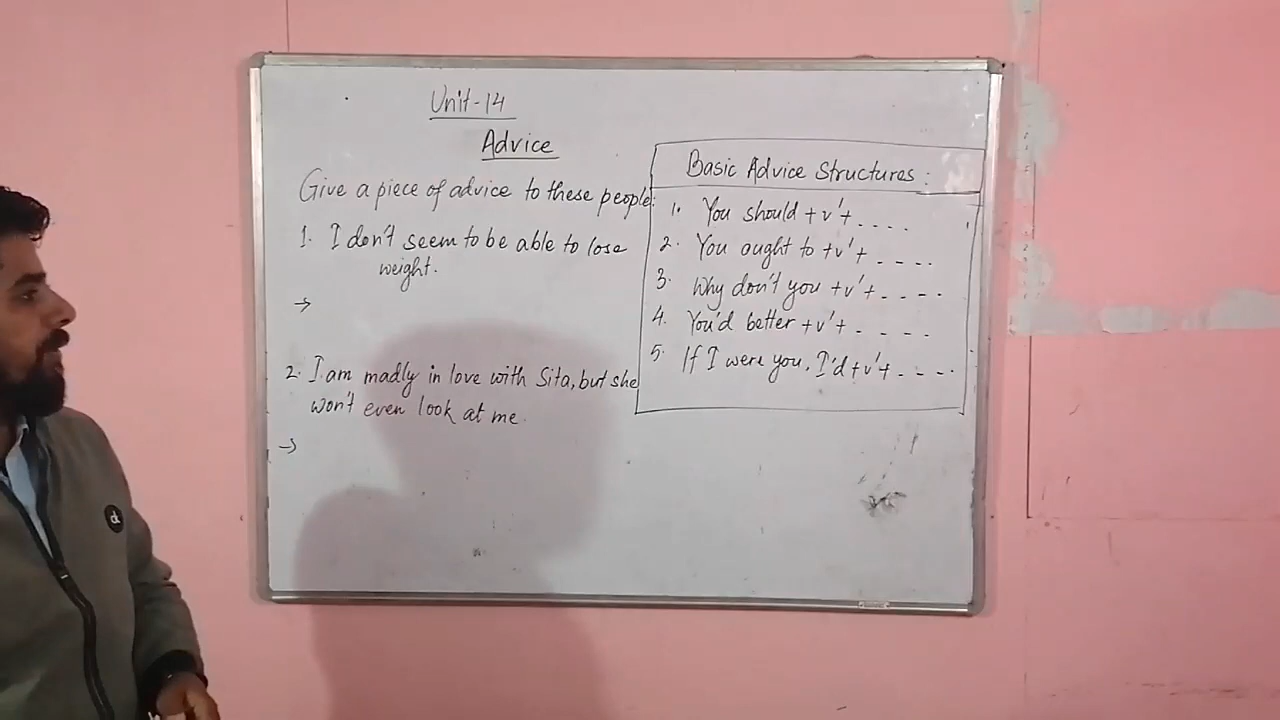 Unit-14
Advice
Give a piece of advice to these people:
1. I don't seem to be able to lose
weight.
→
2. I am madly in love with Sita, but she
won't even look at me.
→
Basic Advice Structures :
1. You should + v' + ....
2. You ought to + v' + ----.
3. Why don't you + v' + ----
4. You'd better + v' + ----
5. If I were you, I'd + v' + ----.